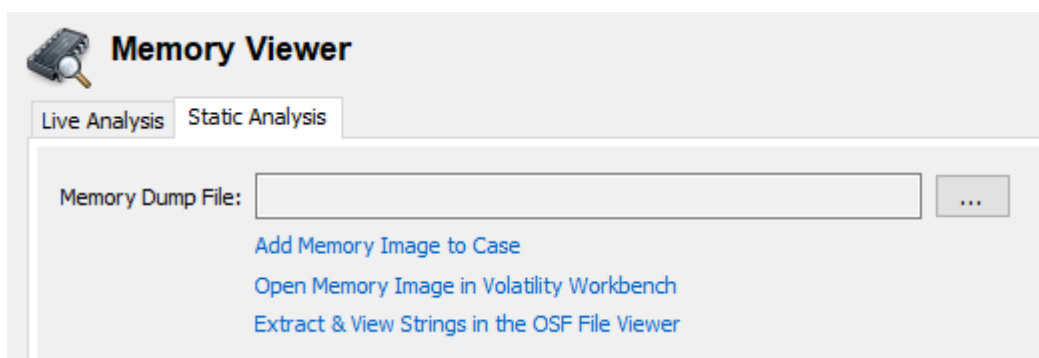 Memory Viewer
Live Analysis Static Analysis
Memory Dump File: ...
Add Memory Image to Case
Open Memory Image in Volatility Workbench
Extract & View Strings in the OSF File Viewer